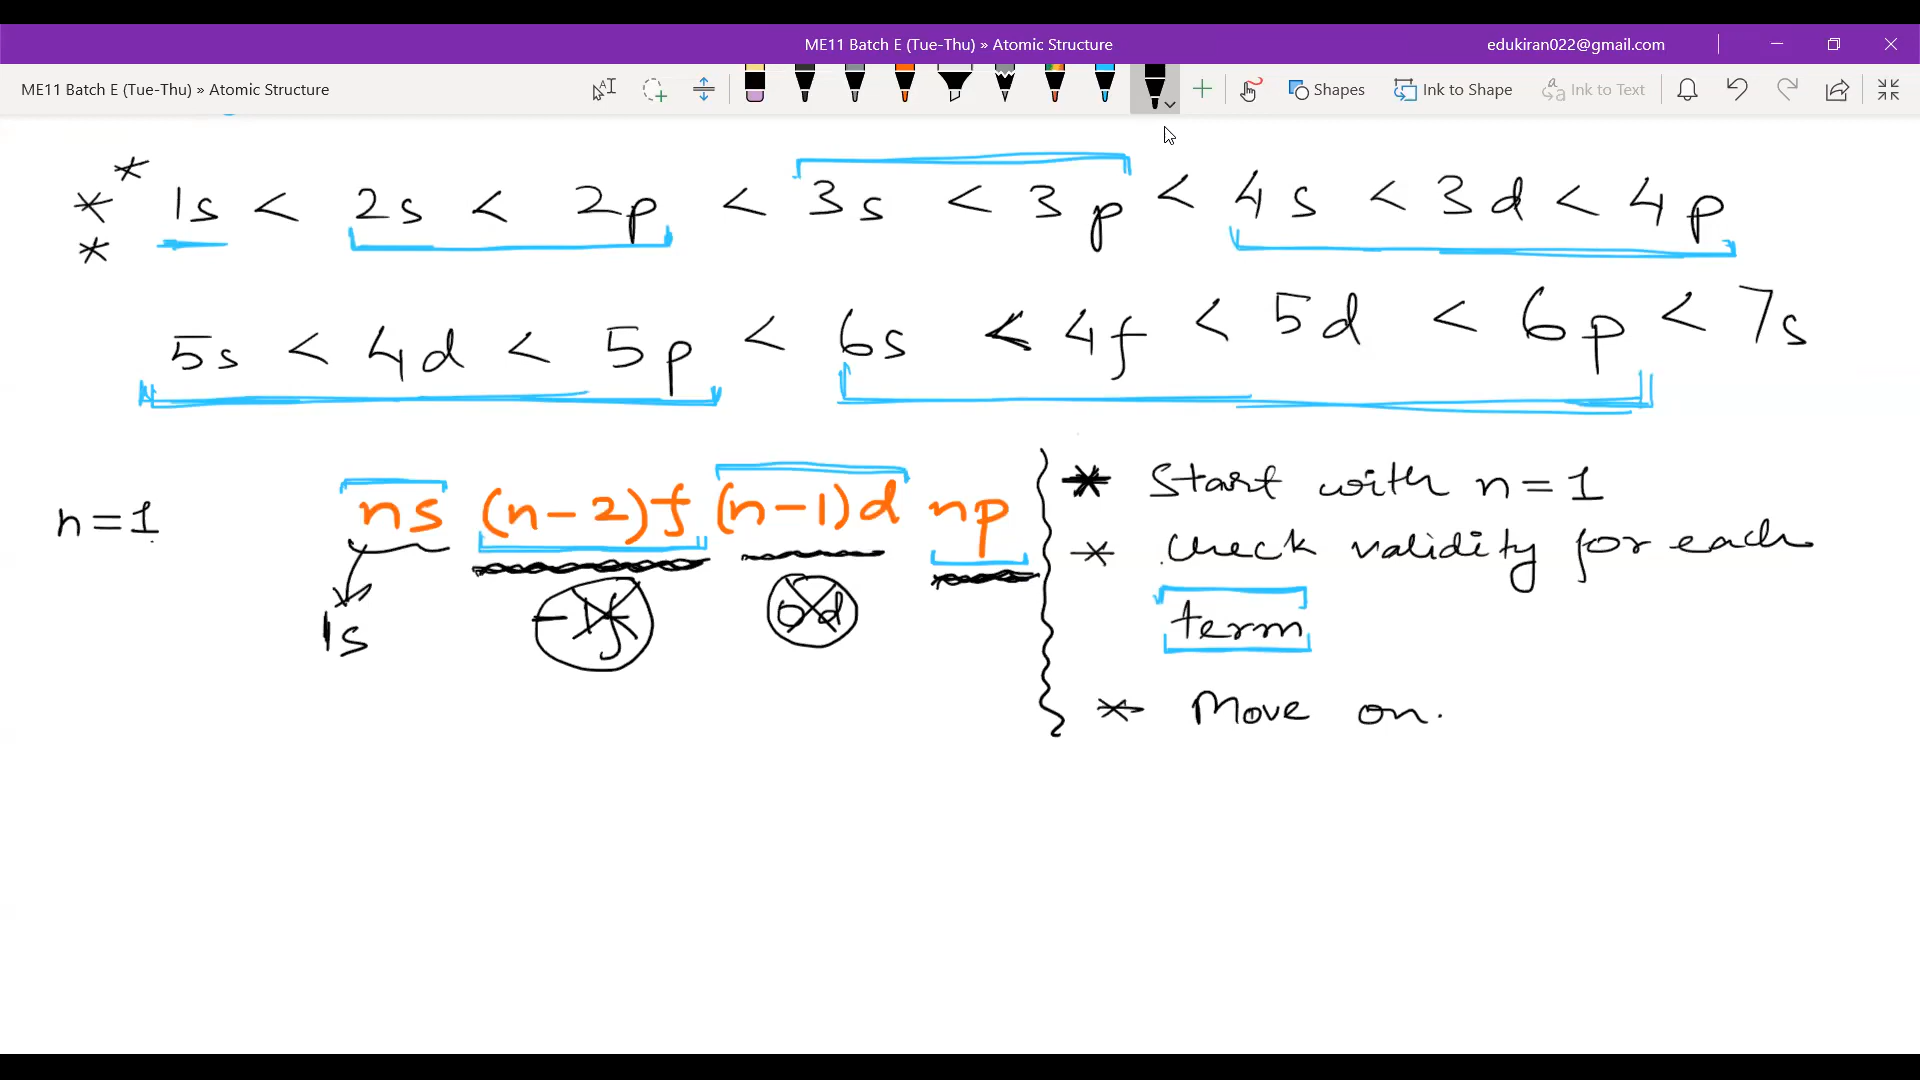 ME11 Batch E (Tue-Thu) » Atomic Structure
edukiran022@gmail.com
ME11 Batch E (Tue-Thu) » Atomic Structure
Shapes
Ink to Shape
Ink to Text
* 1s < 2s < 2p < 3s < 3p < 4s < 3d < 4p
* *
5s < 4d < 5p < 6s < 4f < 5d < 6p < 7s
n=1 ns (n-2)f (n-1)d np
1s -1f 0d
* Start with n=1
* check validity for each
term
* Move on.